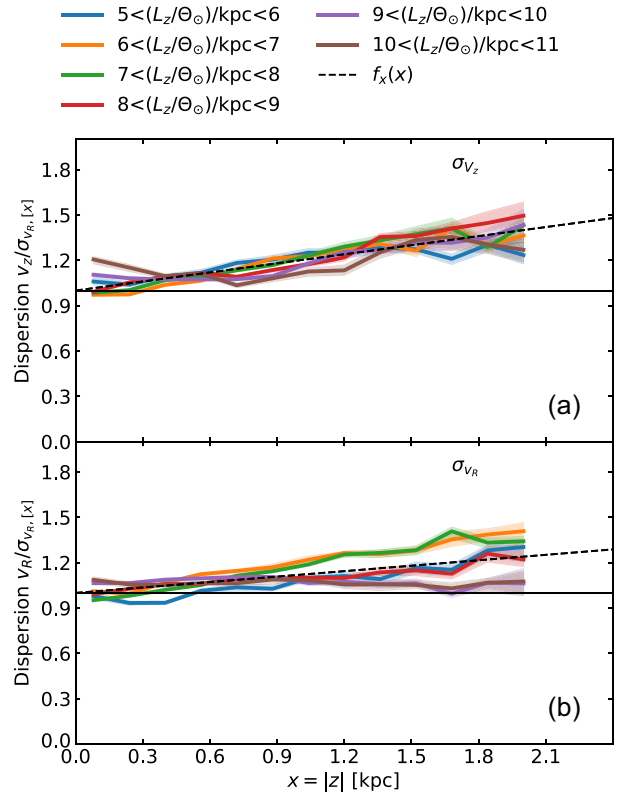 5<(L_z/Θ_⊙)/kpc<6
6<(L_z/Θ_⊙)/kpc<7
7<(L_z/Θ_⊙)/kpc<8
8<(L_z/Θ_⊙)/kpc<9
9<(L_z/Θ_⊙)/kpc<10
10<(L_z/Θ_⊙)/kpc<11
f_x(x)
Dispersion v_z/σ_{v_R, [x]}
1.8
1.5
1.2
0.9
0.6
0.3
0.0
σ_{V_z}
(a)
Dispersion v_R/σ_{v_R, [x]}
1.8
1.5
1.2
0.9
0.6
0.3
0.0
σ_{v_R}
(b)
0.0 0.3 0.6 0.9 1.2 1.5 1.8 2.1
x = |z| [kpc]